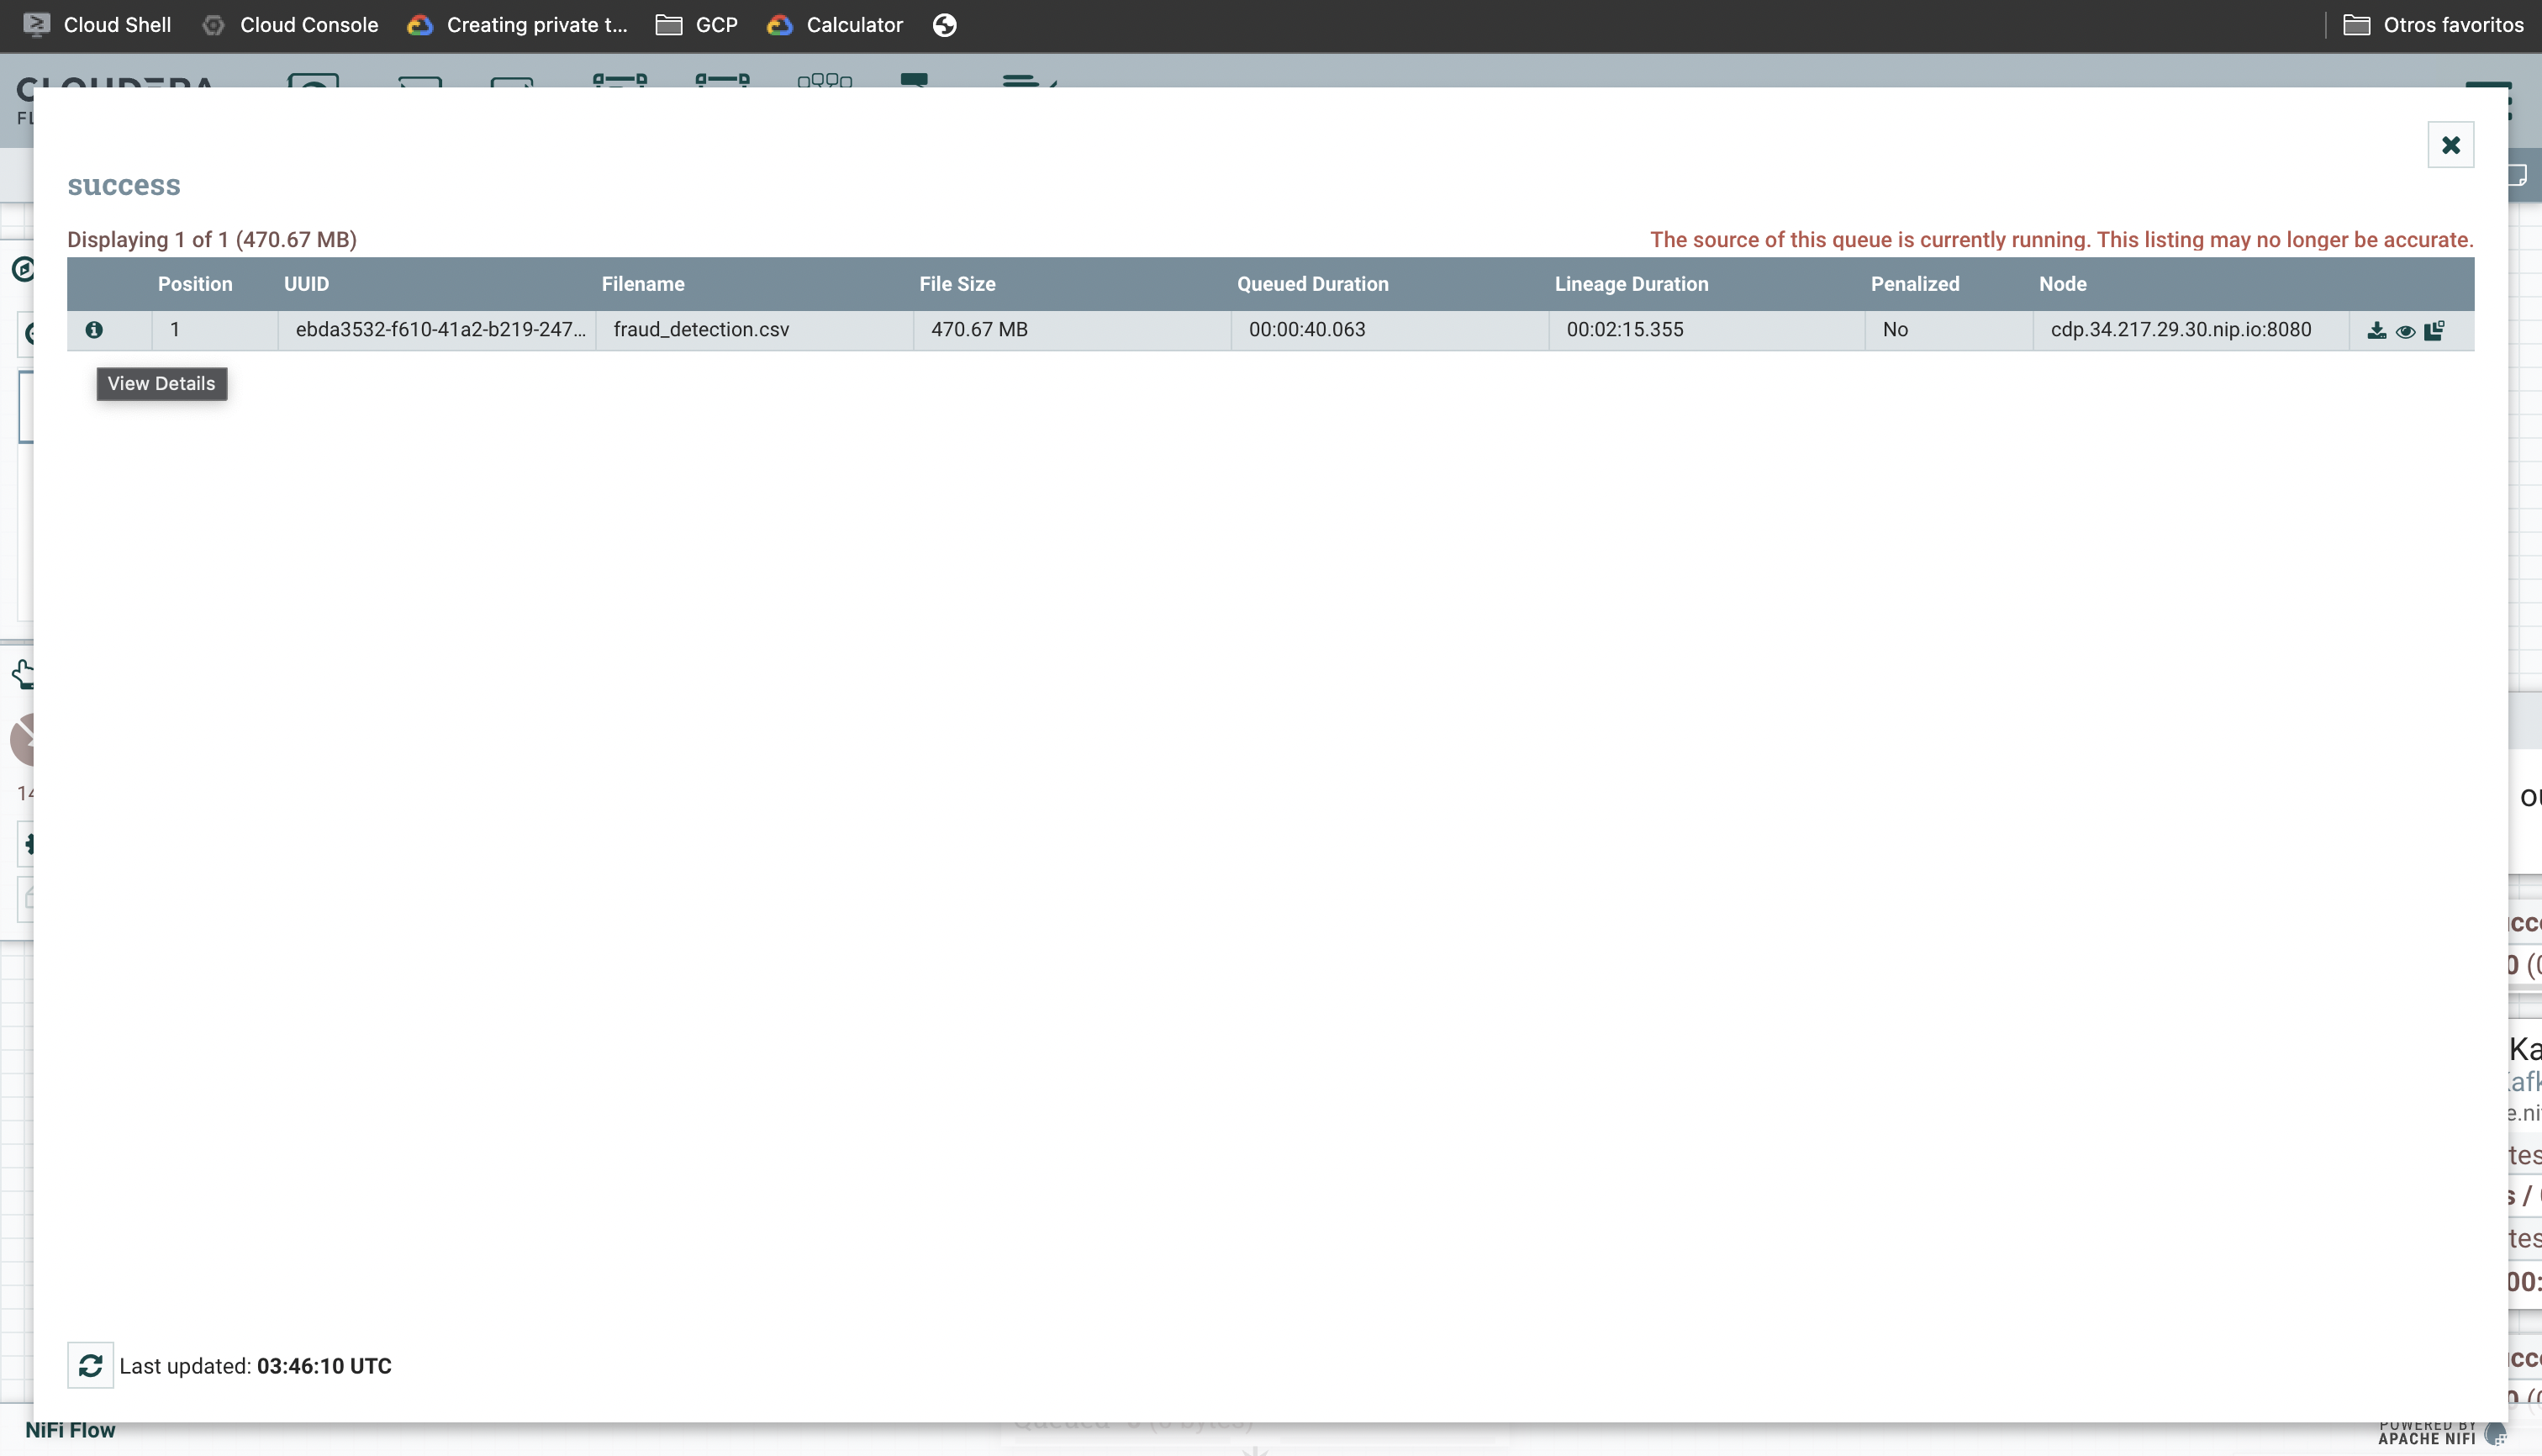 Cloud Shell Cloud Console Creating private t... GCP Calculator Otros favoritos
success
Displaying 1 of 1 (470.67 MB) The source of this queue is currently running. This listing may no longer be accurate.
Position UUID Filename File Size Queued Duration Lineage Duration Penalized Node
1 ebda3532-f610-41a2-b219-247... fraud_detection.csv 470.67 MB 00:00:40.063 00:02:15.355 No cdp.34.217.29.30.nip.io:8080
View Details
Last updated: 03:46:10 UTC
NiFi Flow
POWERED BY
APACHE NIFI